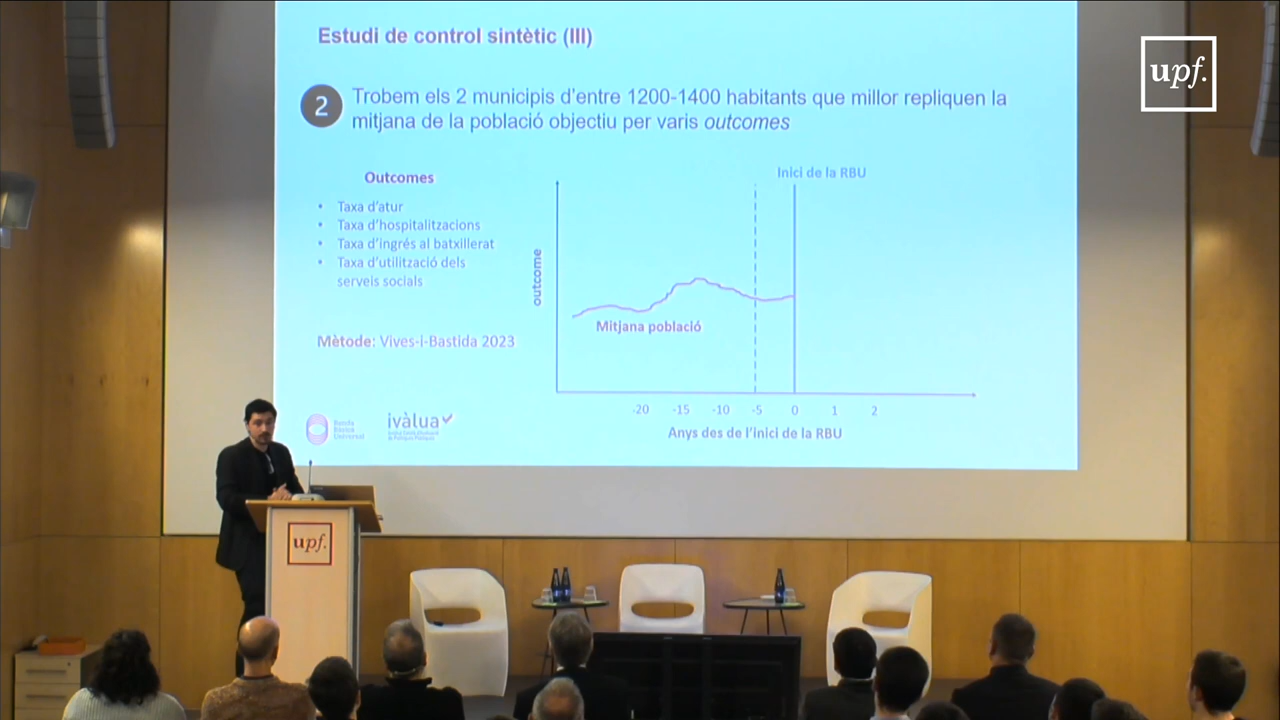 Estudi de control sintètic (III)
upf.
2
Trobem els 2 municipis d'entre 1200-1400 habitants que millor repliquen la
mitjana de la població objectiu per varis outcomes
Outcomes
• Taxa d'atur
• Taxa d'hospitalitzacions
• Taxa d'ingrés al batxillerat
• Taxa d'utilització dels
serveis socials
Mètode: Vives-i-Bastida 2023
Inici de la RBU
outcome
Mitjana població
-20 -15 -10 -5 0 1 2
Anys des de l'inici de la RBU
Renda
Bàsica
Universal
ivàlua
upf.